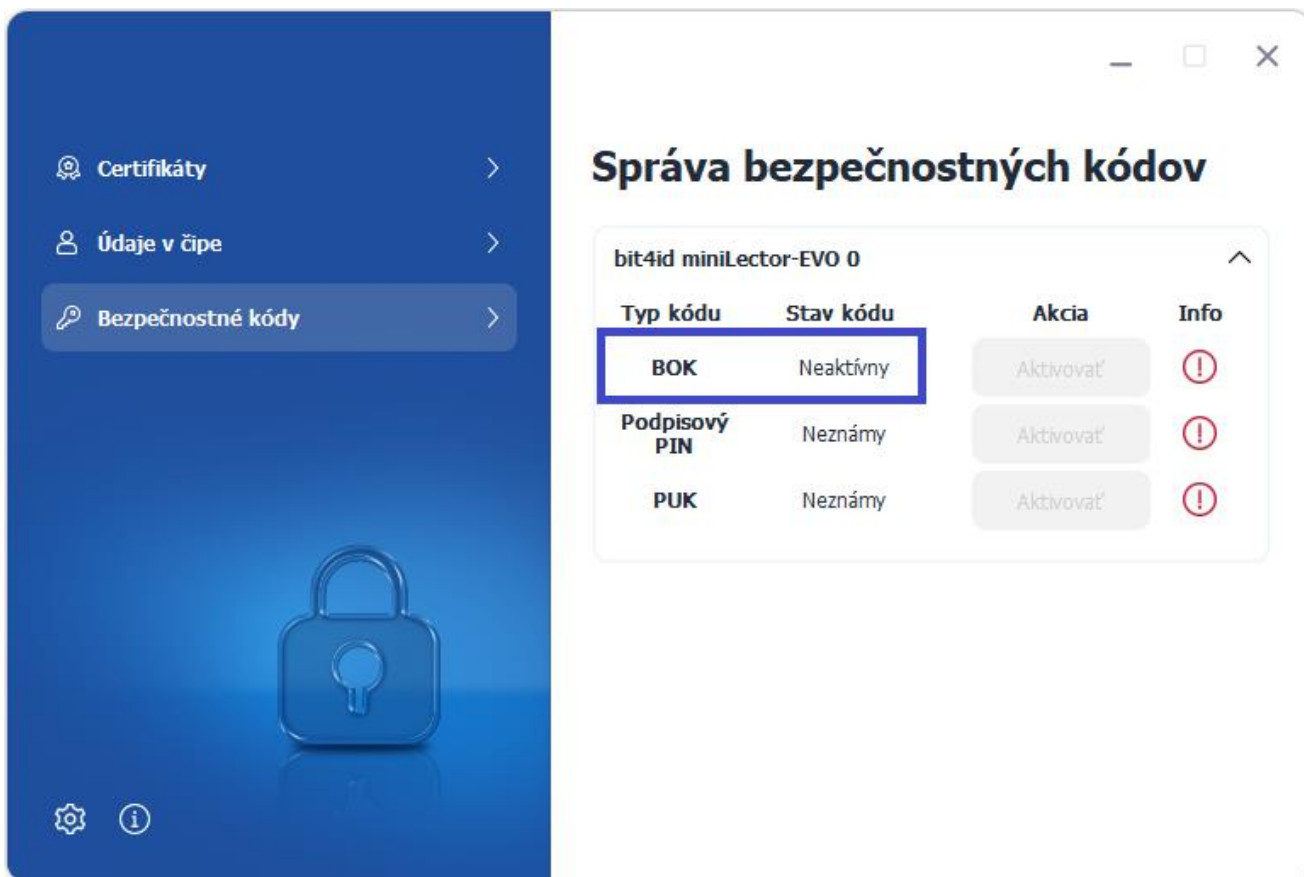 Certifikáty
Údaje v čipe
Bezpečnostné kódy
Správa bezpečnostných kódov
bit4id miniLector-EVO 0
Typ kódu Stav kódu Akcia Info
BOK Neaktívny Aktivovať
Podpisový
PIN Neznámy Aktivovať
PUK Neznámy Aktivovať